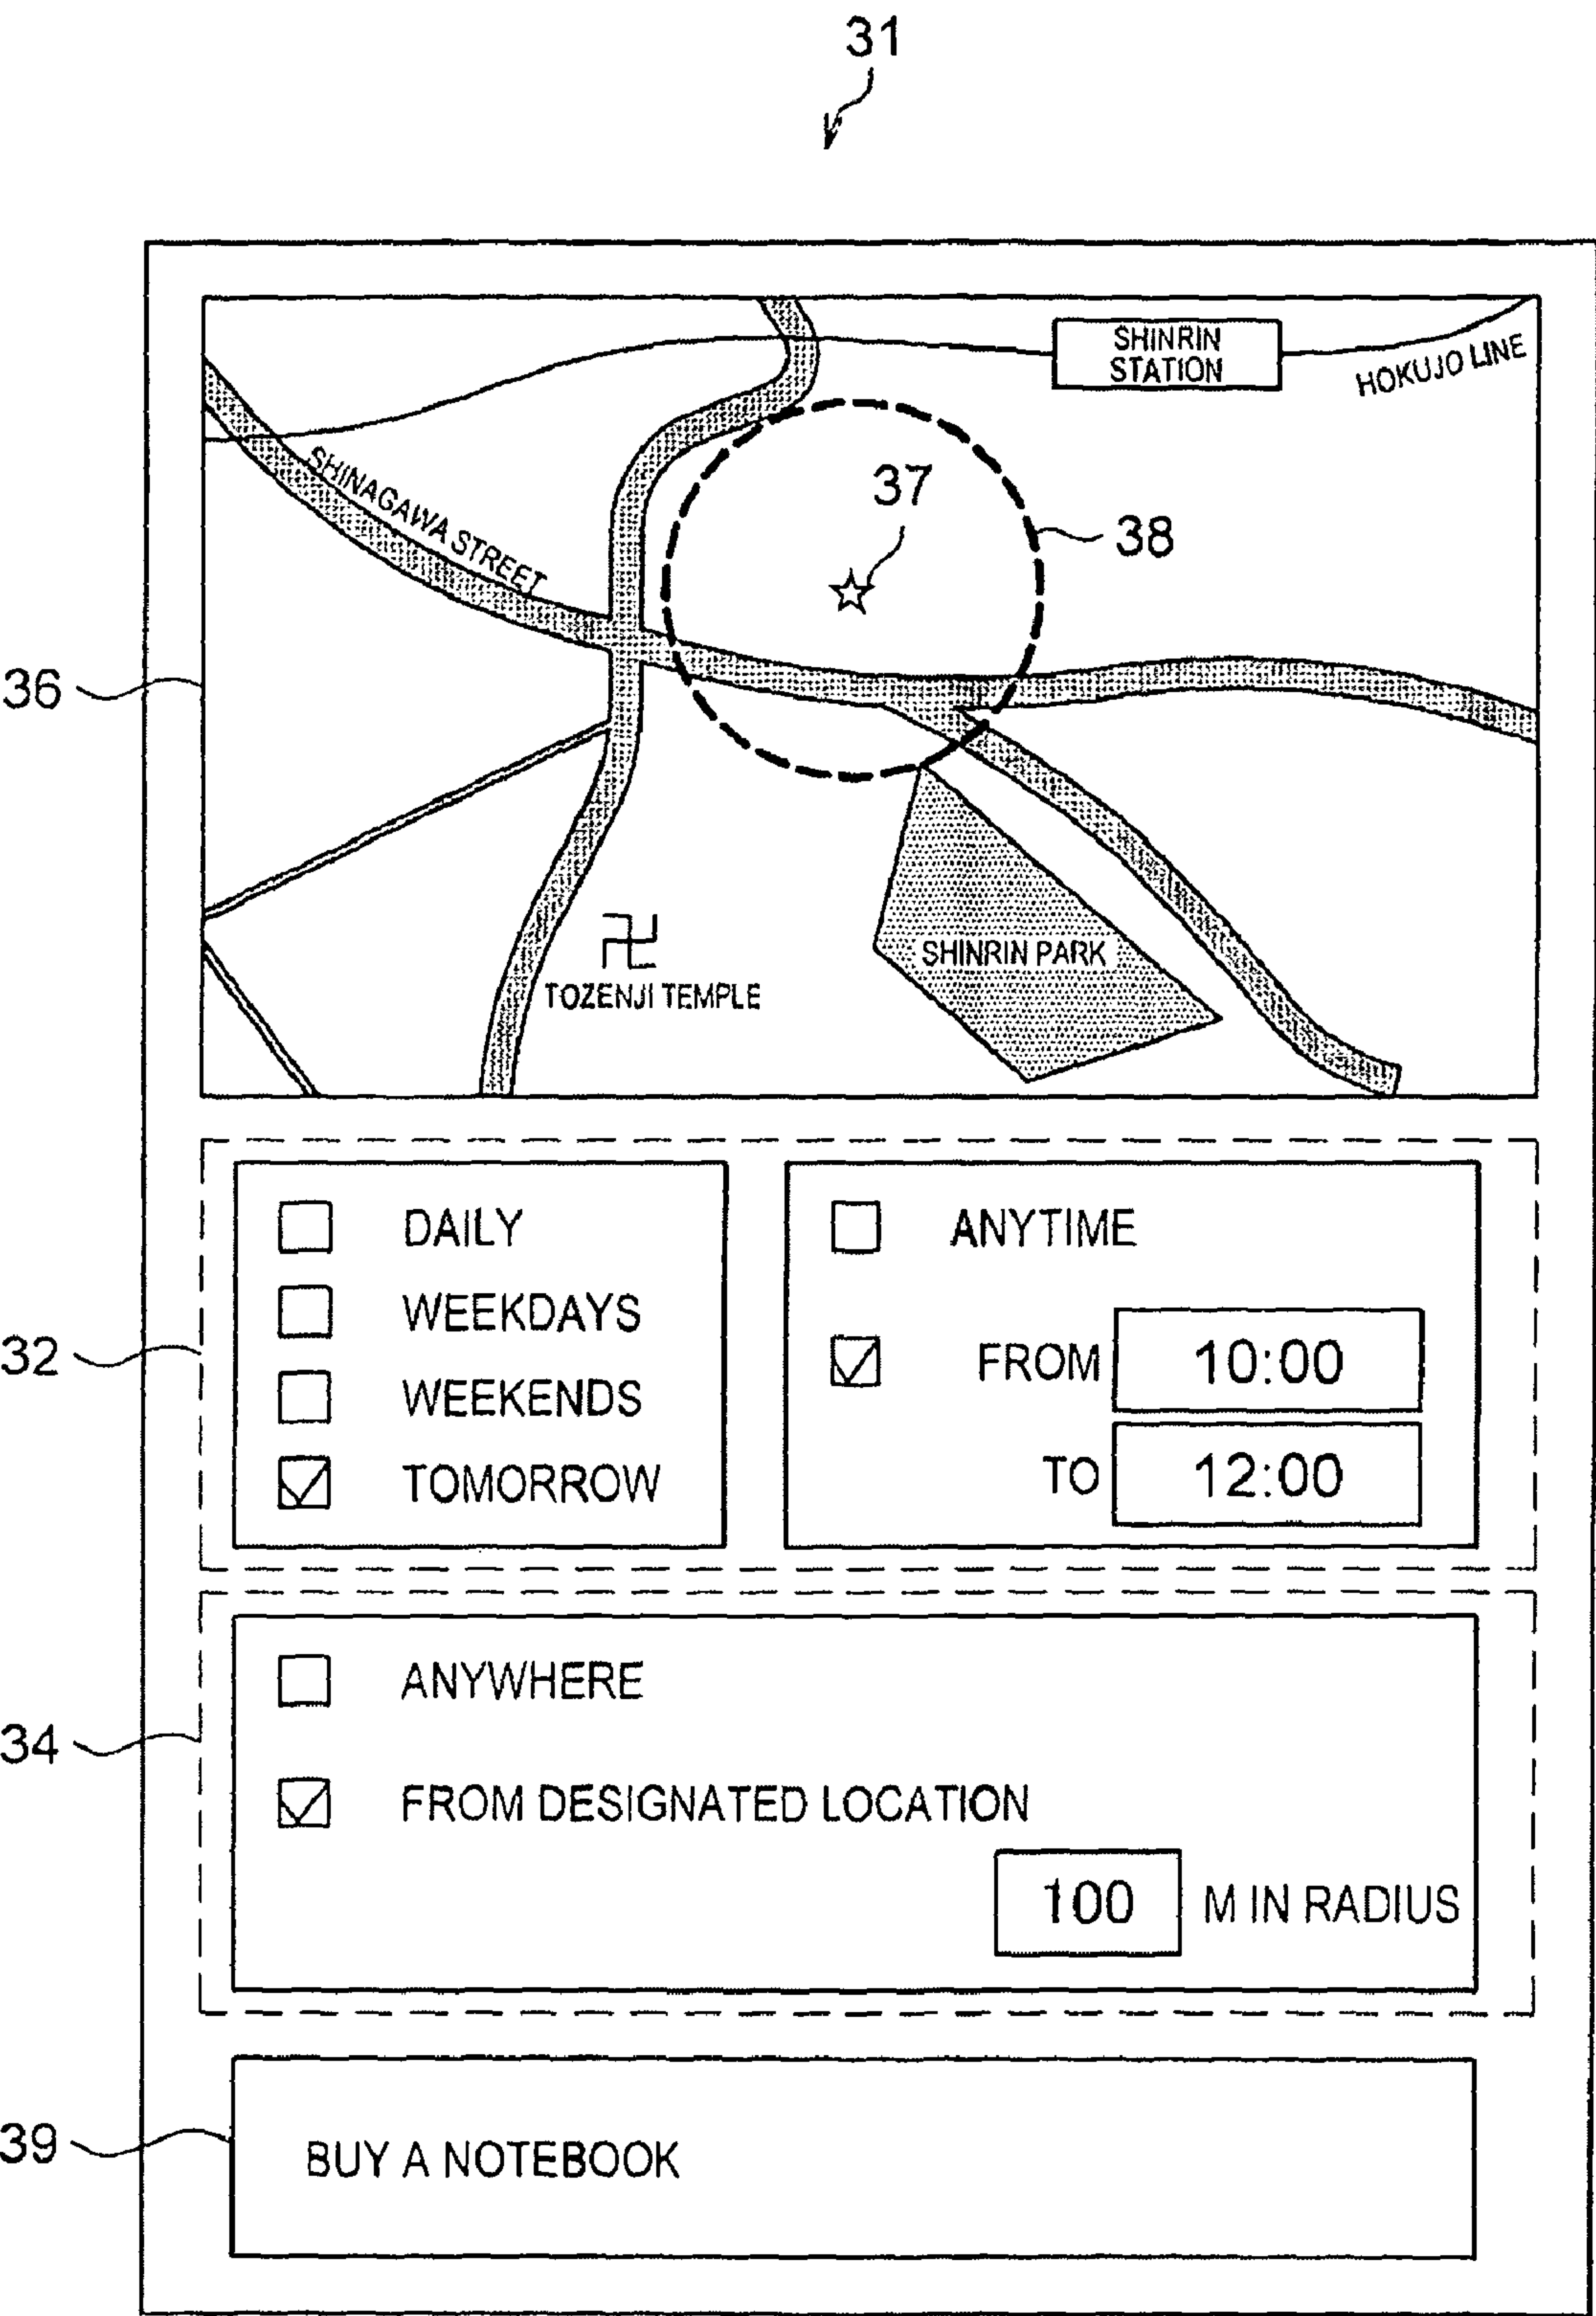 31
SHINRIN
STATION
HOKUJO LINE
SHINAGAWA STREET
37
38
36
卍
TOZENJI TEMPLE
SHINRIN PARK
32
DAILY
WEEKDAYS
WEEKENDS
TOMORROW
ANYTIME
FROM 10:00
TO 12:00
34
ANYWHERE
FROM DESIGNATED LOCATION
100 M IN RADIUS
39
BUY A NOTEBOOK